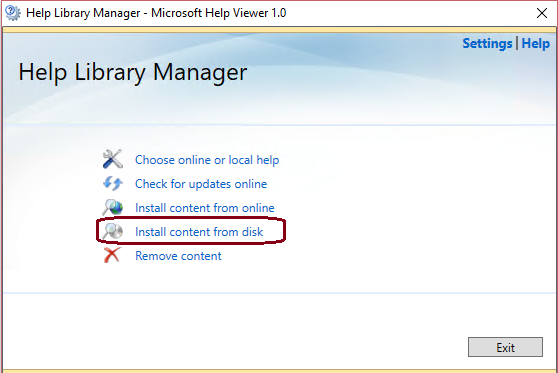 Help Library Manager - Microsoft Help Viewer 1.0
Settings | Help
Help Library Manager
Choose online or local help
Check for updates online
Install content from online
Install content from disk
Remove content
Exit